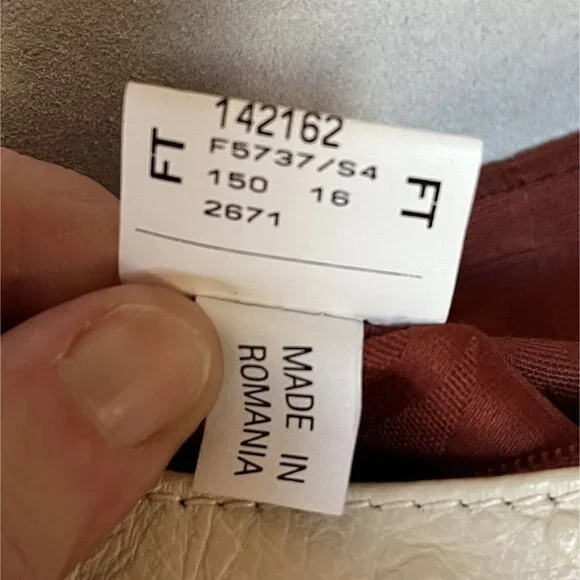 142162
FT
F5737/S4
FT
150 16
2671
MADE IN
ROMANIA